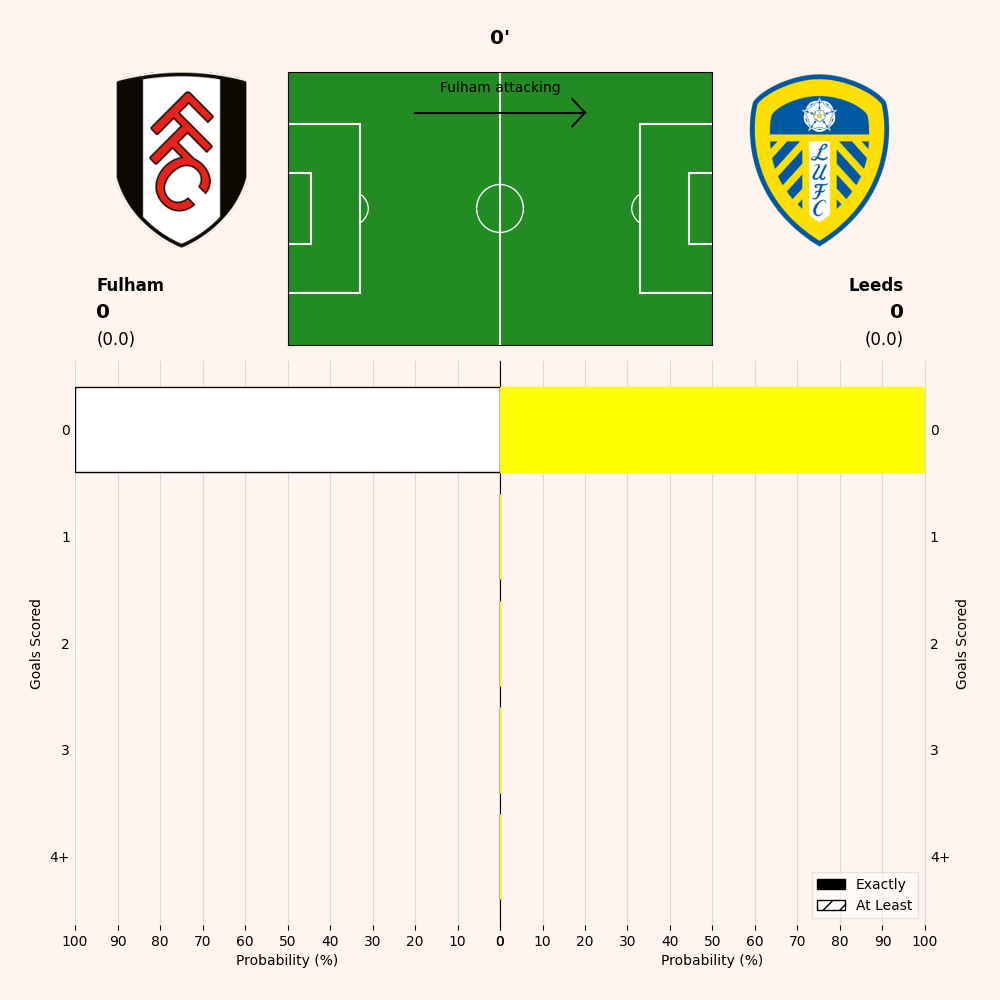 0'
Fulham attacking
FFC
L
U
F
C
Fulham
0
(0.0)
Leeds
0
(0.0)
0
1
2
3
4+
Goals Scored
0
1
2
3
4+
Goals Scored
Exactly
At Least
100 90 80 70 60 50 40 30 20 10 0
0 10 20 30 40 50 60 70 80 90 100
Probability (%)
Probability (%)